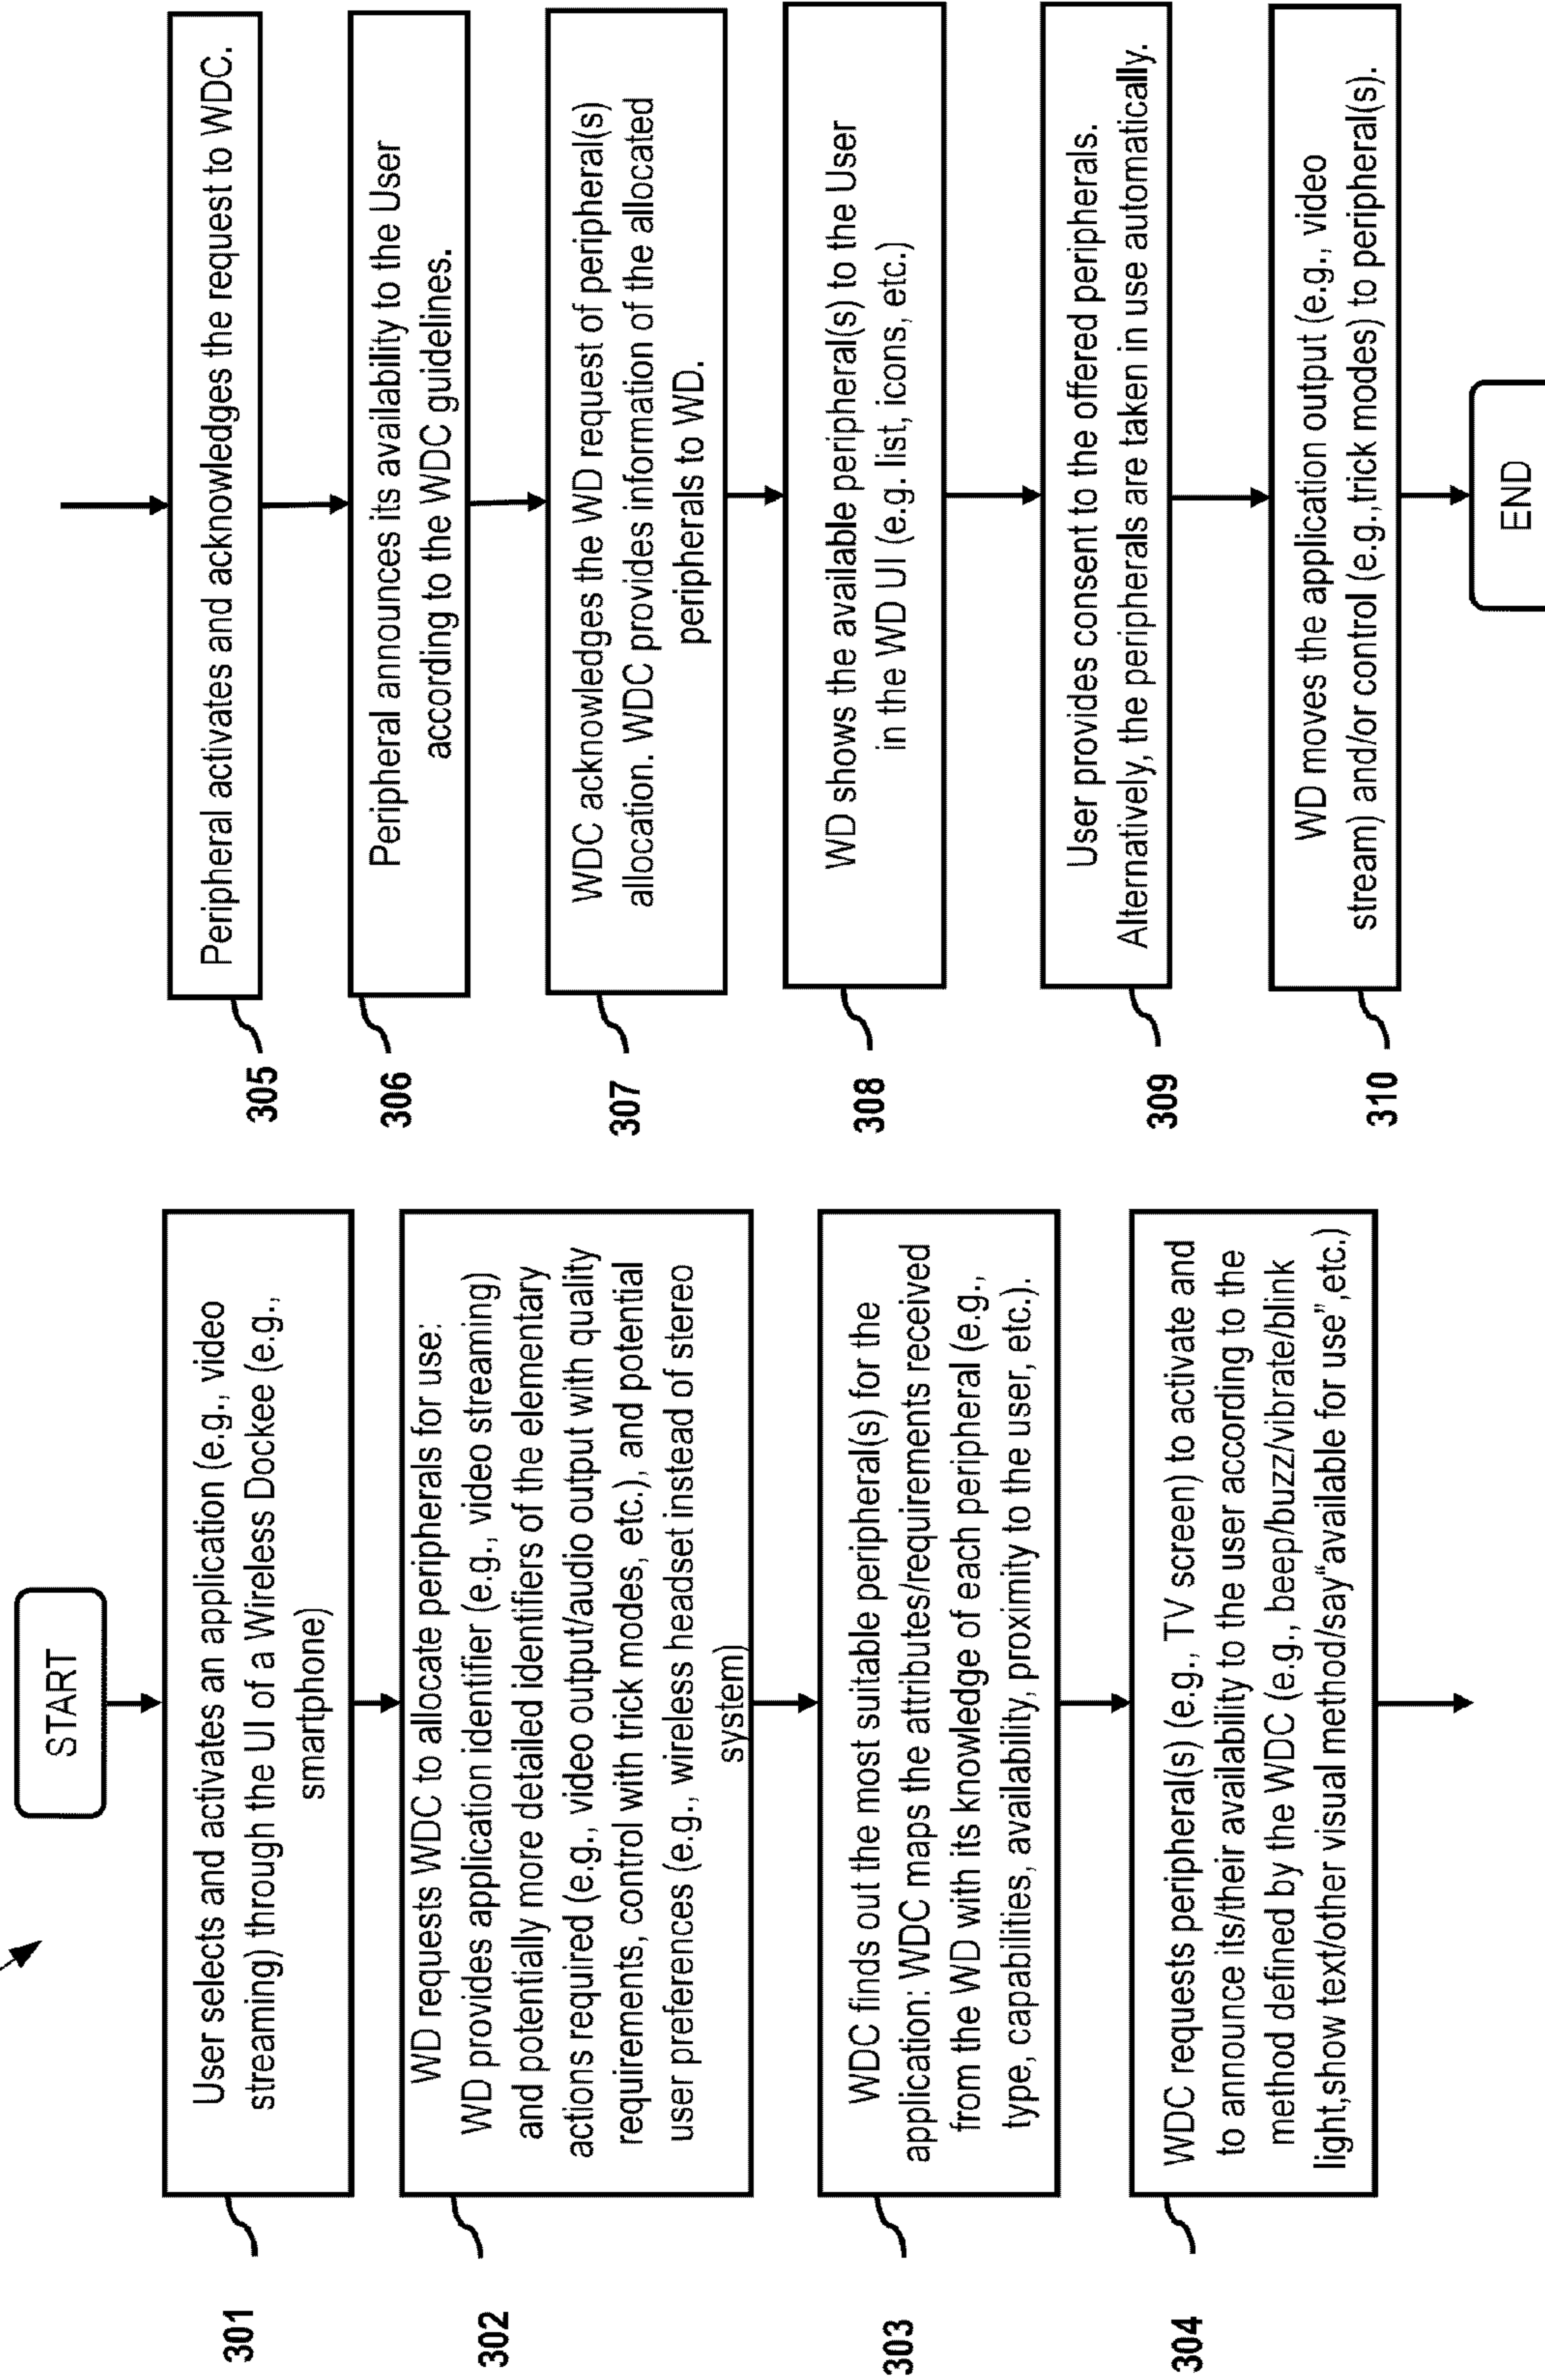 START
301
User selects and activates an application (e.g., video
streaming) through the UI of a Wireless Dockee (e.g.,
smartphone)
302
WD requests WDC to allocate peripherals for use:
WD provides application identifier (e.g., video streaming)
and potentially more detailed identifiers of the elementary
actions required (e.g., video output/audio output with quality
requirements, control with trick modes, etc.), and potential
user preferences (e.g., wireless headset instead of stereo
system)
303
WDC finds out the most suitable peripheral(s) for the
application: WDC maps the attributes/requirements received
from the WD with its knowledge of each peripheral (e.g.,
type, capabilities, availability, proximity to the user, etc.).
304
WDC requests peripheral(s) (e.g., TV screen) to activate and
to announce its/their availability to the user according to the
method defined by the WDC (e.g., beep/buzz/vibrate/blink
light,show text/other visual method/say“available for use”,etc.)
305
Peripheral activates and acknowledges the request to WDC.
306
Peripheral announces its availability to the User
according to the WDC guidelines.
307
WDC acknowledges the WD request of peripheral(s)
allocation. WDC provides information of the allocated
peripherals to WD.
308
WD shows the available peripheral(s) to the User
in the WD UI (e.g. list, icons, etc.)
309
User provides consent to the offered peripherals.
Alternatively, the peripherals are taken in use automatically.
310
WD moves the application output (e.g., video
stream) and/or control (e.g.,trick modes) to peripheral(s).
END